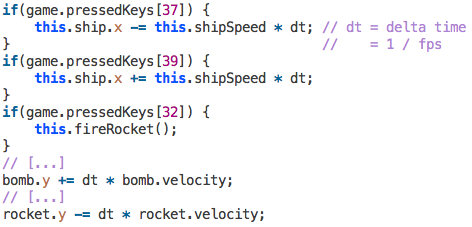 if(game.pressedKeys[37]) {
    this.ship.x -= this.shipSpeed * dt; // dt = delta time
}                                      //    = 1 / fps
if(game.pressedKeys[39]) {
    this.ship.x += this.shipSpeed * dt;
}
if(game.pressedKeys[32]) {
    this.fireRocket();
}
// [...]
bomb.y += dt * bomb.velocity;
// [...]
rocket.y -= dt * rocket.velocity;